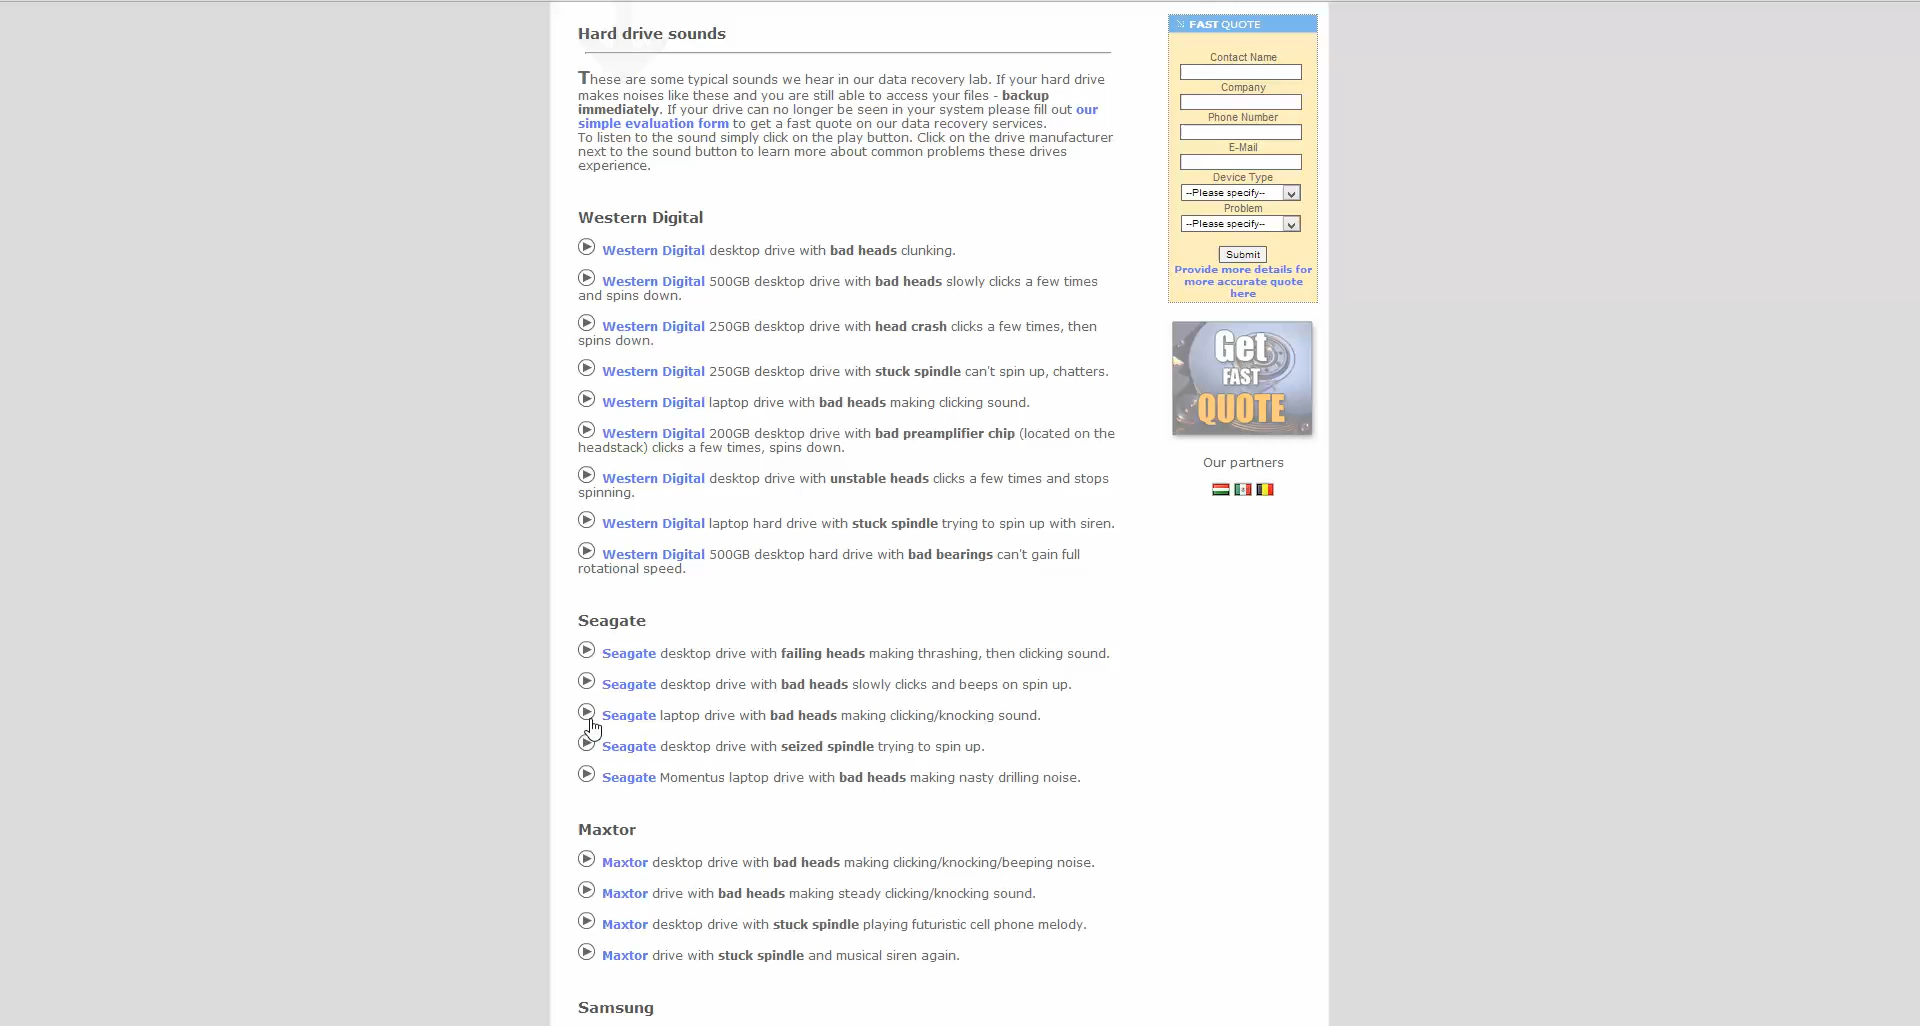 Hard drive sounds
These are some typical sounds we hear in our data recovery lab. If your hard drive
makes noises like these and you are still able to access your files - backup
immediately. If your drive can no longer be seen in your system please fill out our
simple evaluation form to get a fast quote on our data recovery services.
To listen to the sound simply click on the play button. Click on the drive manufacturer
next to the sound button to learn more about common problems these drives
experience.
Western Digital
Western Digital desktop drive with bad heads clunking.
Western Digital 500GB desktop drive with bad heads slowly clicks a few times
and spins down.
Western Digital 250GB desktop drive with head crash clicks a few times, then
spins down.
Western Digital 250GB desktop drive with stuck spindle can't spin up, chatters.
Western Digital laptop drive with bad heads making clicking sound.
Western Digital 200GB desktop drive with bad preamplifier chip (located on the
headstack) clicks a few times, spins down.
Western Digital desktop drive with unstable heads clicks a few times and stops
spinning.
Western Digital laptop hard drive with stuck spindle trying to spin up with siren.
Western Digital 500GB desktop hard drive with bad bearings can't gain full
rotational speed.
Seagate
Seagate desktop drive with failing heads making thrashing, then clicking sound.
Seagate desktop drive with bad heads slowly clicks and beeps on spin up.
Seagate laptop drive with bad heads making clicking/knocking sound.
Seagate desktop drive with seized spindle trying to spin up.
Seagate Momentus laptop drive with bad heads making nasty drilling noise.
Maxtor
Maxtor desktop drive with bad heads making clicking/knocking/beeping noise.
Maxtor drive with bad heads making steady clicking/knocking sound.
Maxtor desktop drive with stuck spindle playing futuristic cell phone melody.
Maxtor drive with stuck spindle and musical siren again.
Samsung
FAST QUOTE
Contact Name
Company
Phone Number
E-Mail
Device Type
--Please specify--
Problem
--Please specify--
Submit
Provide more details for
more accurate quote
here
Get
FAST
QUOTE
Our partners